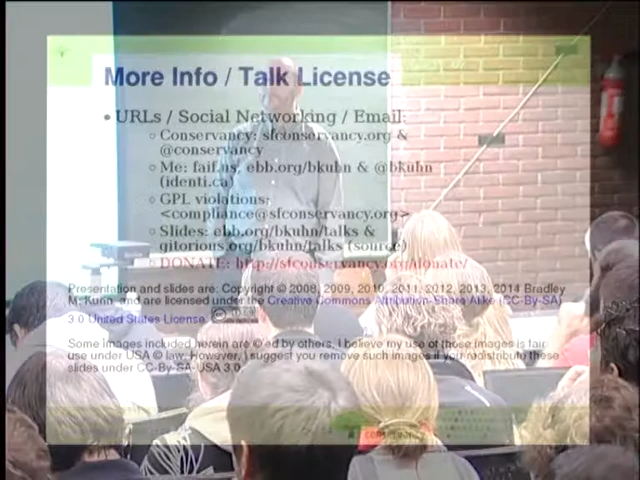 More Info / Talk License
• URLs / Social Networking / Email:
◦ Conservancy: sfconservancy.org &
@conservancy
◦ Me: faif.us, ebb.org/bkuhn & @bkuhn
(identi.ca)
◦ GPL violations:
<compliance@sfconservancy.org>
◦ Slides: ebb.org/bkuhn/talks &
gitorious.org/bkuhn/talks (source)
◦ DONATE: http://sfconservancy.org/donate/
Presentation and slides are: Copyright © 2008, 2009, 2010, 2011, 2012, 2013, 2014 Bradley
M. Kuhn, and are licensed under the Creative Commons Attribution-Share Alike (CC-By-SA)
3.0 United States License.
Some images included herein are © ed by others. I believe my use of those images is fair
use under USA © law. However, I suggest you remove such images if you redistribute these
slides under CC-By-SA-USA 3.0.